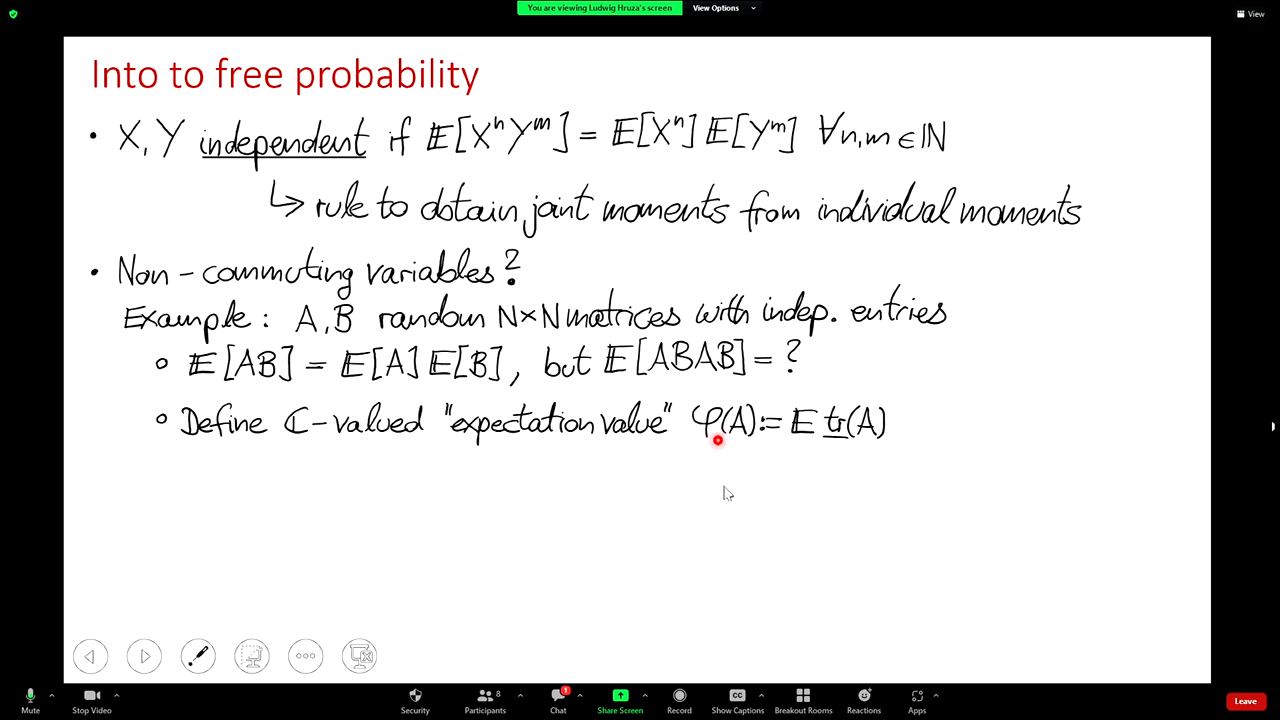 You are viewing Ludwig Hruza's screen
View Options
View
Into to free probability
• X, Y independent if 𝔼[XⁿYᵐ] = 𝔼[Xⁿ] 𝔼[Yᵐ] ∀n,m ∈ ℕ
↳ rule to obtain joint moments from individual moments
• Non-commuting variables?
Example: A, B random N×N matrices with indep. entries
∘ 𝔼[AB] = 𝔼[A] 𝔼[B], but 𝔼[ABAB] = ?
∘ Define ℂ-valued "expectation value" φ(A) := 𝔼 tr(A)
Mute
Stop Video
Security
Participants 8
Chat 1
Share Screen
Record
CC
Show Captions
Breakout Rooms
Reactions
Apps
Leave